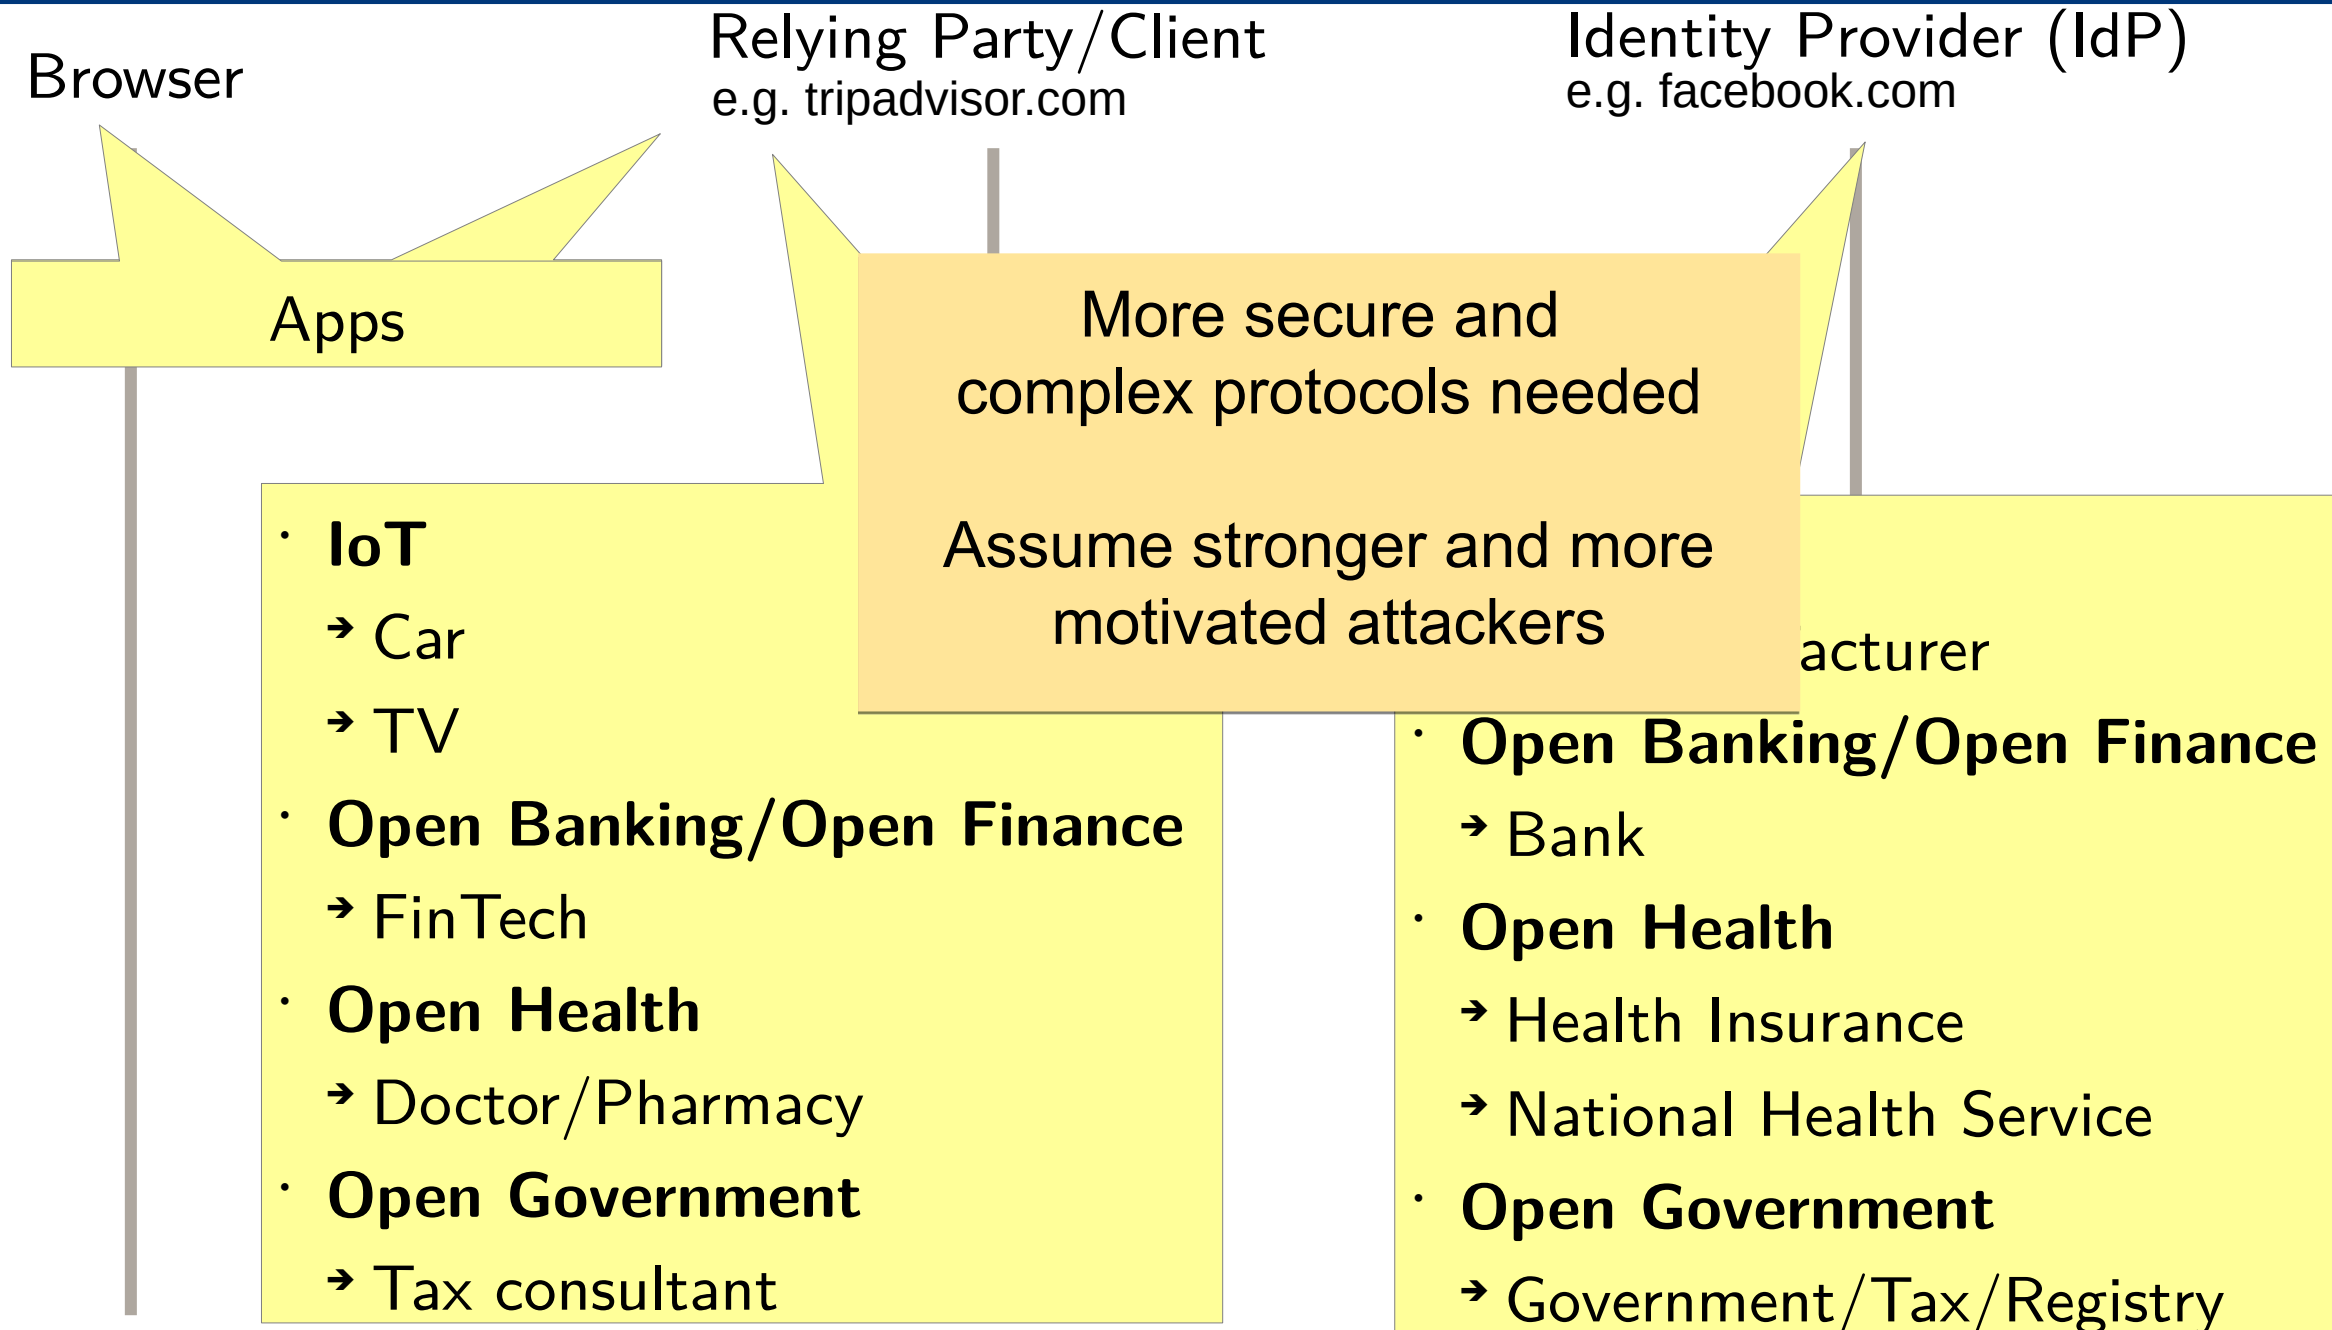 Browser
Relying Party/Client
e.g. tripadvisor.com
Identity Provider (IdP)
e.g. facebook.com
Apps
More secure and
complex protocols needed
Assume stronger and more
motivated attackers
· IoT
➔ Car
➔ TV
· Open Banking/Open Finance
➔ FinTech
· Open Health
➔ Doctor/Pharmacy
· Open Government
➔ Tax consultant
acturer
· Open Banking/Open Finance
➔ Bank
· Open Health
➔ Health Insurance
➔ National Health Service
· Open Government
➔ Government/Tax/Registry